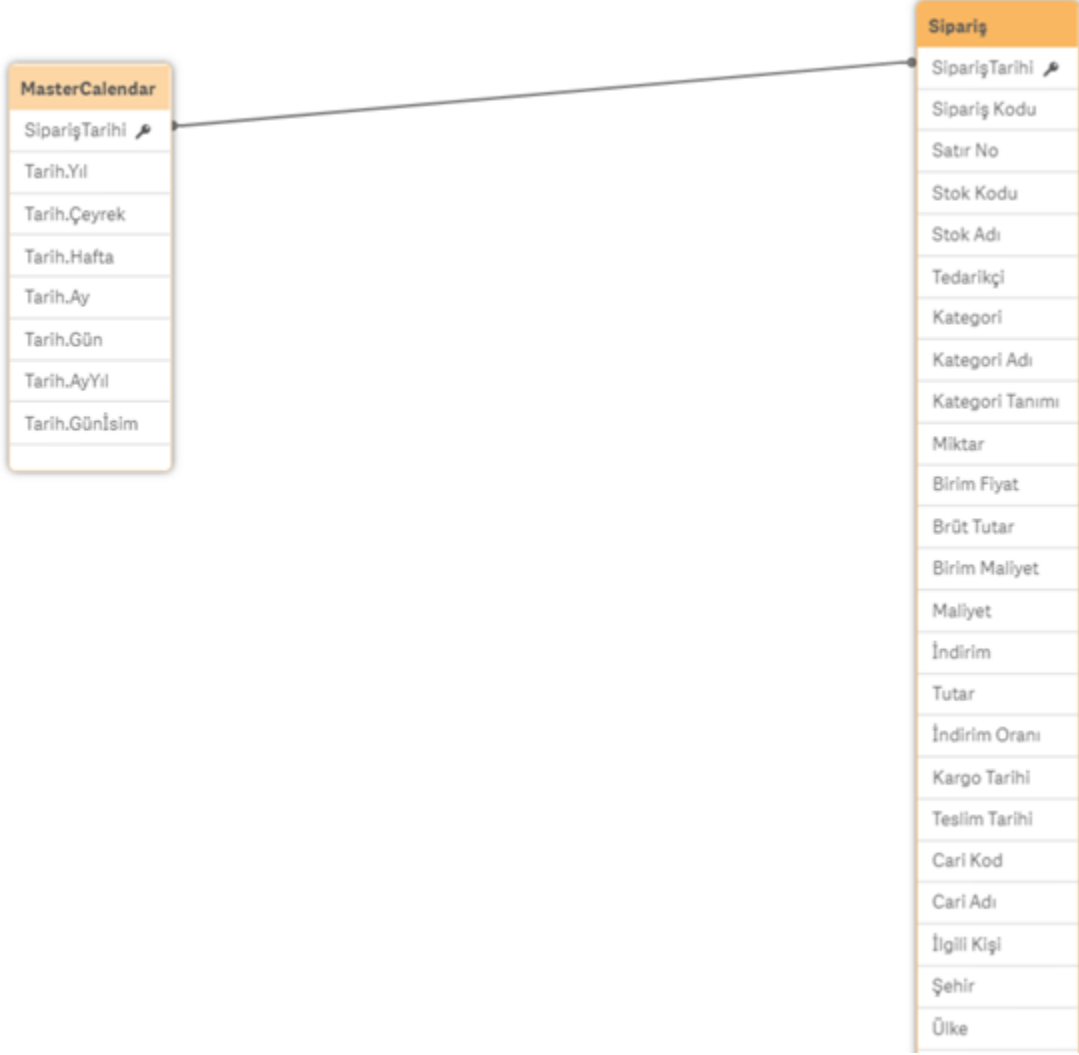 MasterCalendar
SiparişTarihi
Tarih.Yıl
Tarih.Çeyrek
Tarih.Hafta
Tarih.Ay
Tarih.Gün
Tarih.AyYıl
Tarih.Günİsim
Sipariş
SiparişTarihi
Sipariş Kodu
Satır No
Stok Kodu
Stok Adı
Tedarikçi
Kategori
Kategori Adı
Kategori Tanımı
Miktar
Birim Fiyat
Brüt Tutar
Birim Maliyet
Maliyet
İndirim
Tutar
İndirim Oranı
Kargo Tarihi
Teslim Tarihi
Cari Kod
Cari Adı
İlgili Kişi
Şehir
Ülke